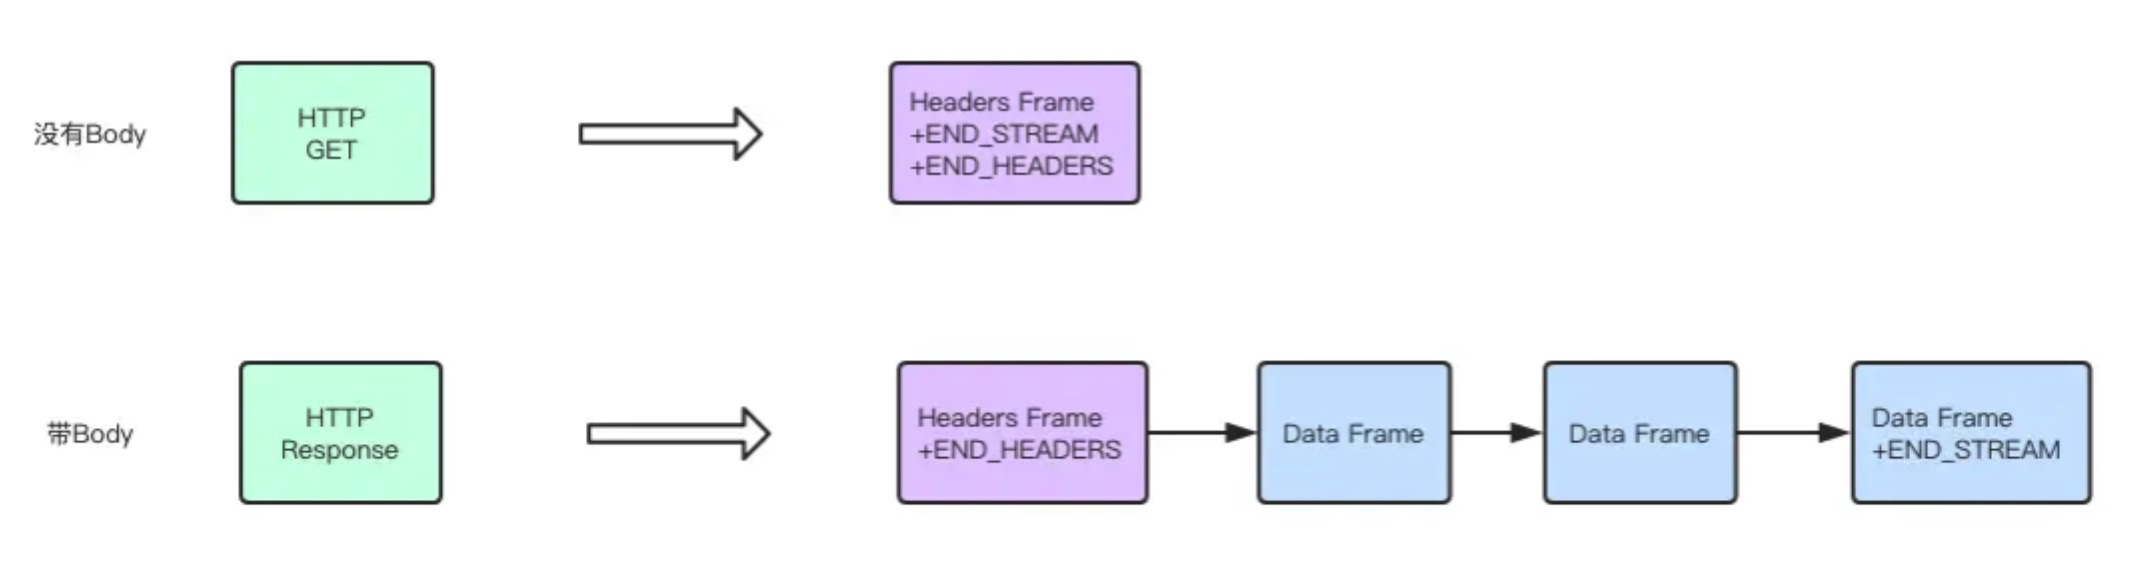 没有Body
HTTP
GET
Headers Frame
+END_STREAM
+END_HEADERS
带Body
HTTP
Response
Headers Frame
+END_HEADERS
Data Frame
Data Frame
Data Frame
+END_STREAM